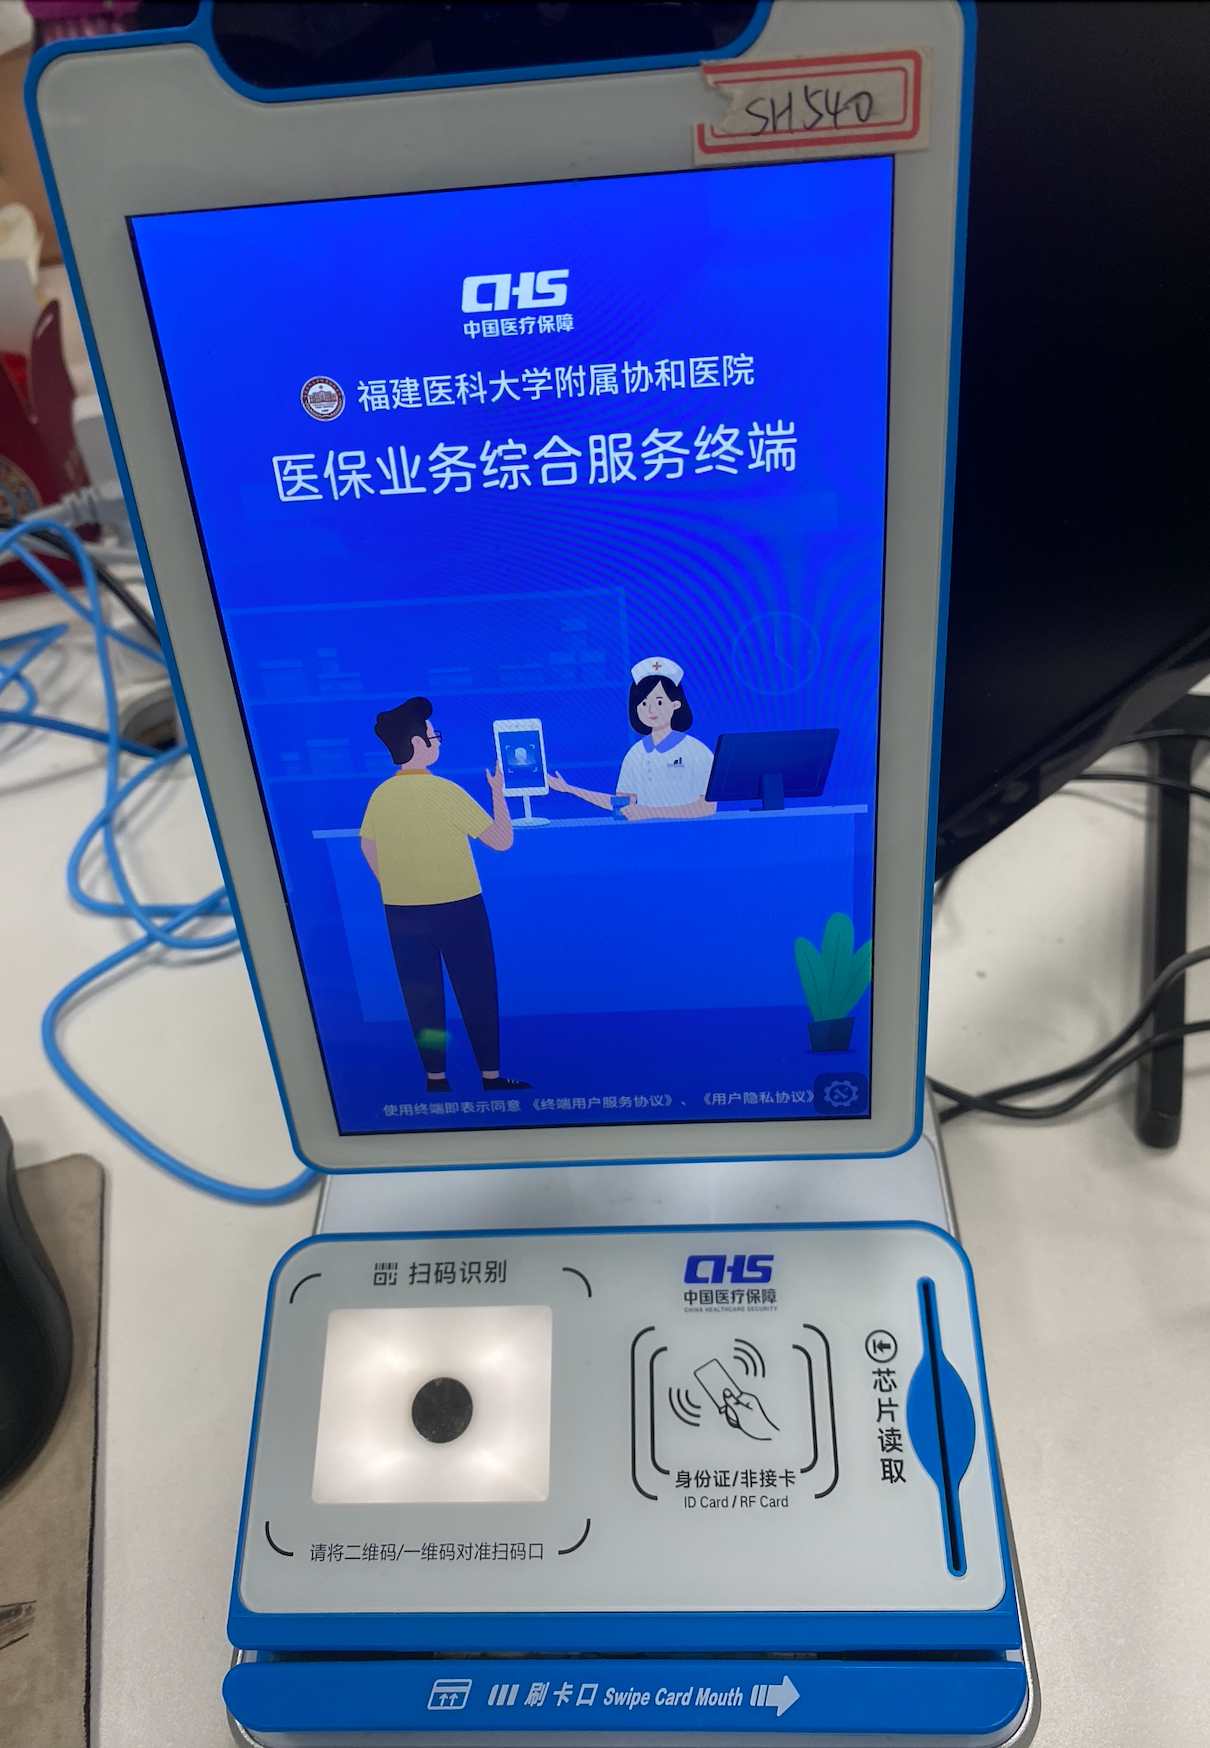 SH540
CHS
中国医疗保障
福建医科大学附属协和医院
医保业务综合服务终端
使用终端即表示同意《终端用户服务协议》、《用户隐私协议》
扫码识别
请将二维码/一维码对准扫码口
CHS
中国医疗保障
CHINA HEALTHCARE SECURITY
身份证/非接卡
ID Card / RF Card
芯片读取
刷卡口 Swipe Card Mouth